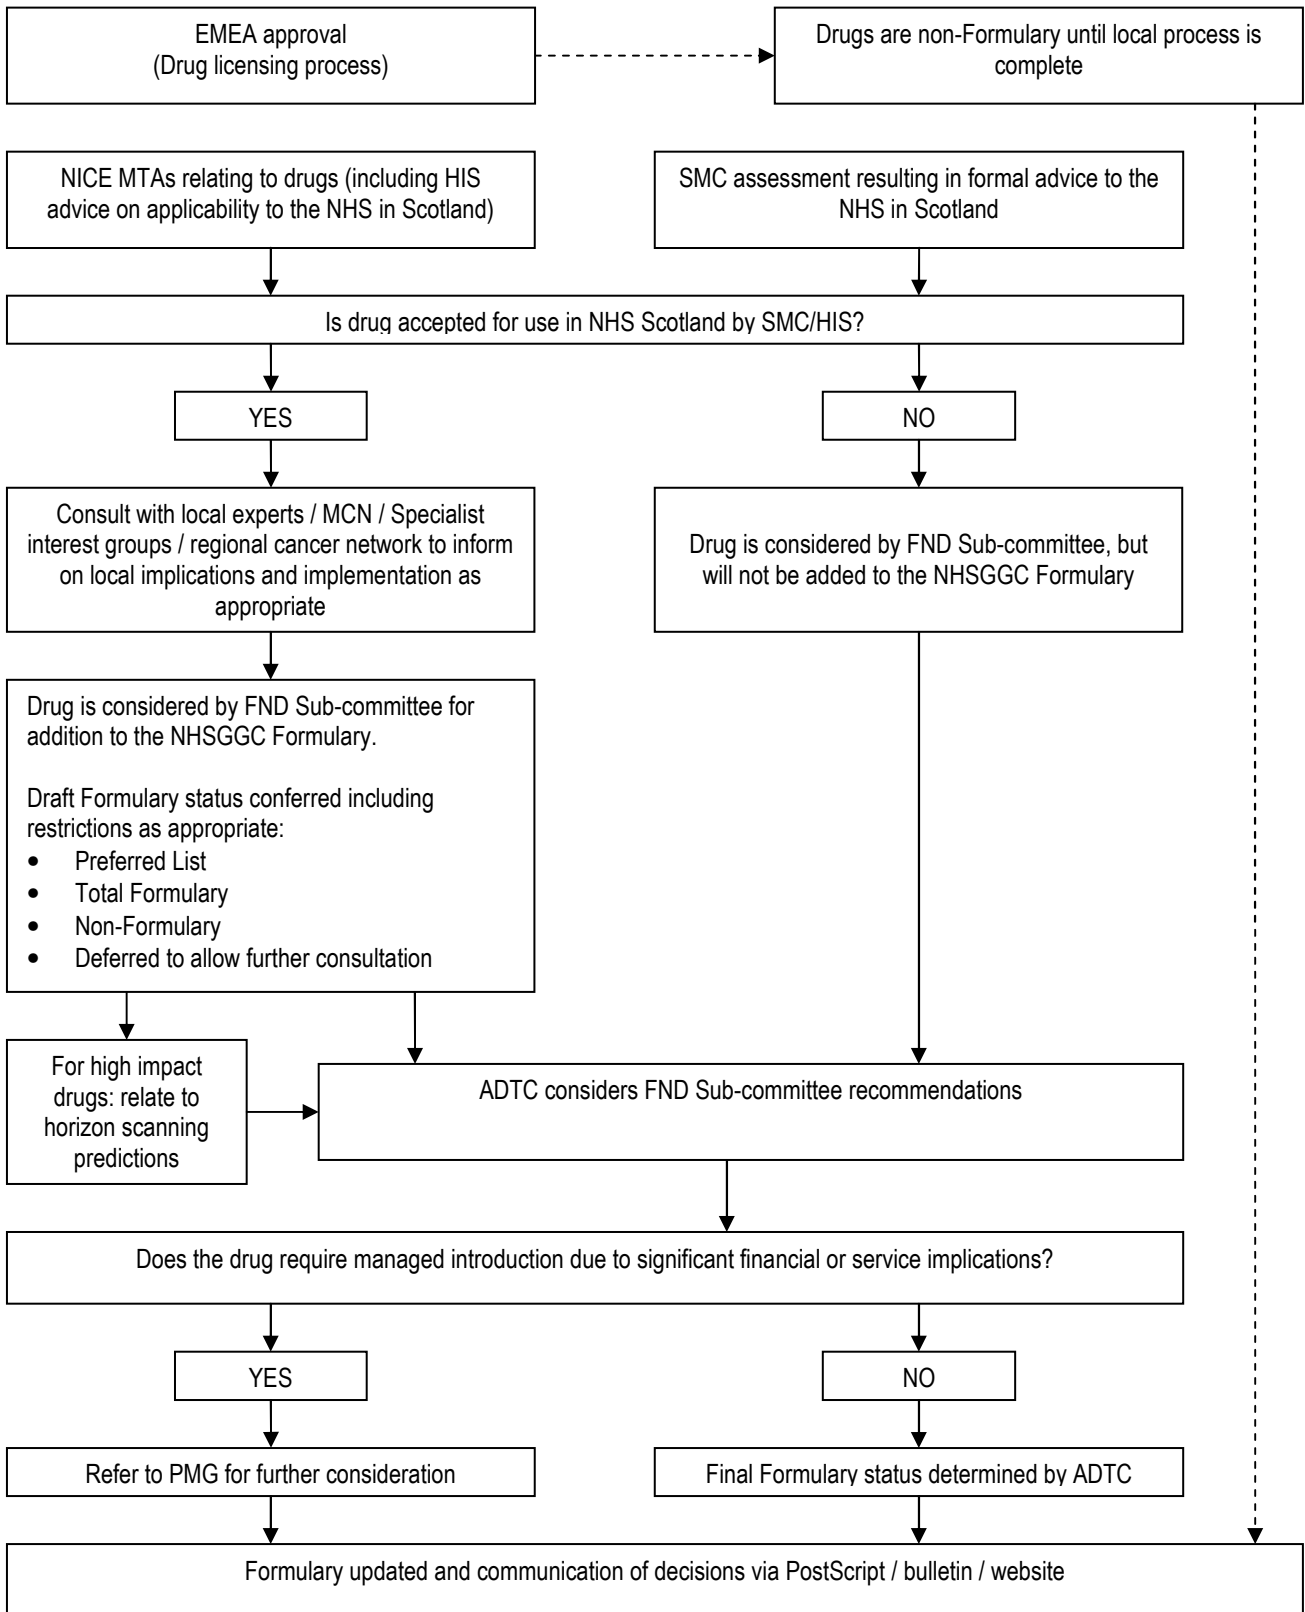 EMEA approval
(Drug licensing process)
Drugs are non-Formulary until local process is
complete
NICE MTAs relating to drugs (including HIS
advice on applicability to the NHS in Scotland)
SMC assessment resulting in formal advice to the
NHS in Scotland
Is drug accepted for use in NHS Scotland by SMC/HIS?
YES
NO
Consult with local experts / MCN / Specialist
interest groups / regional cancer network to inform
on local implications and implementation as
appropriate
Drug is considered by FND Sub-committee, but
will not be added to the NHSGGC Formulary
Drug is considered by FND Sub-committee for
addition to the NHSGGC Formulary.
Draft Formulary status conferred including
restrictions as appropriate:
• Preferred List
• Total Formulary
• Non-Formulary
• Deferred to allow further consultation
For high impact
drugs: relate to
horizon scanning
predictions
ADTC considers FND Sub-committee recommendations
Does the drug require managed introduction due to significant financial or service implications?
YES
NO
Refer to PMG for further consideration
Final Formulary status determined by ADTC
Formulary updated and communication of decisions via PostScript / bulletin / website